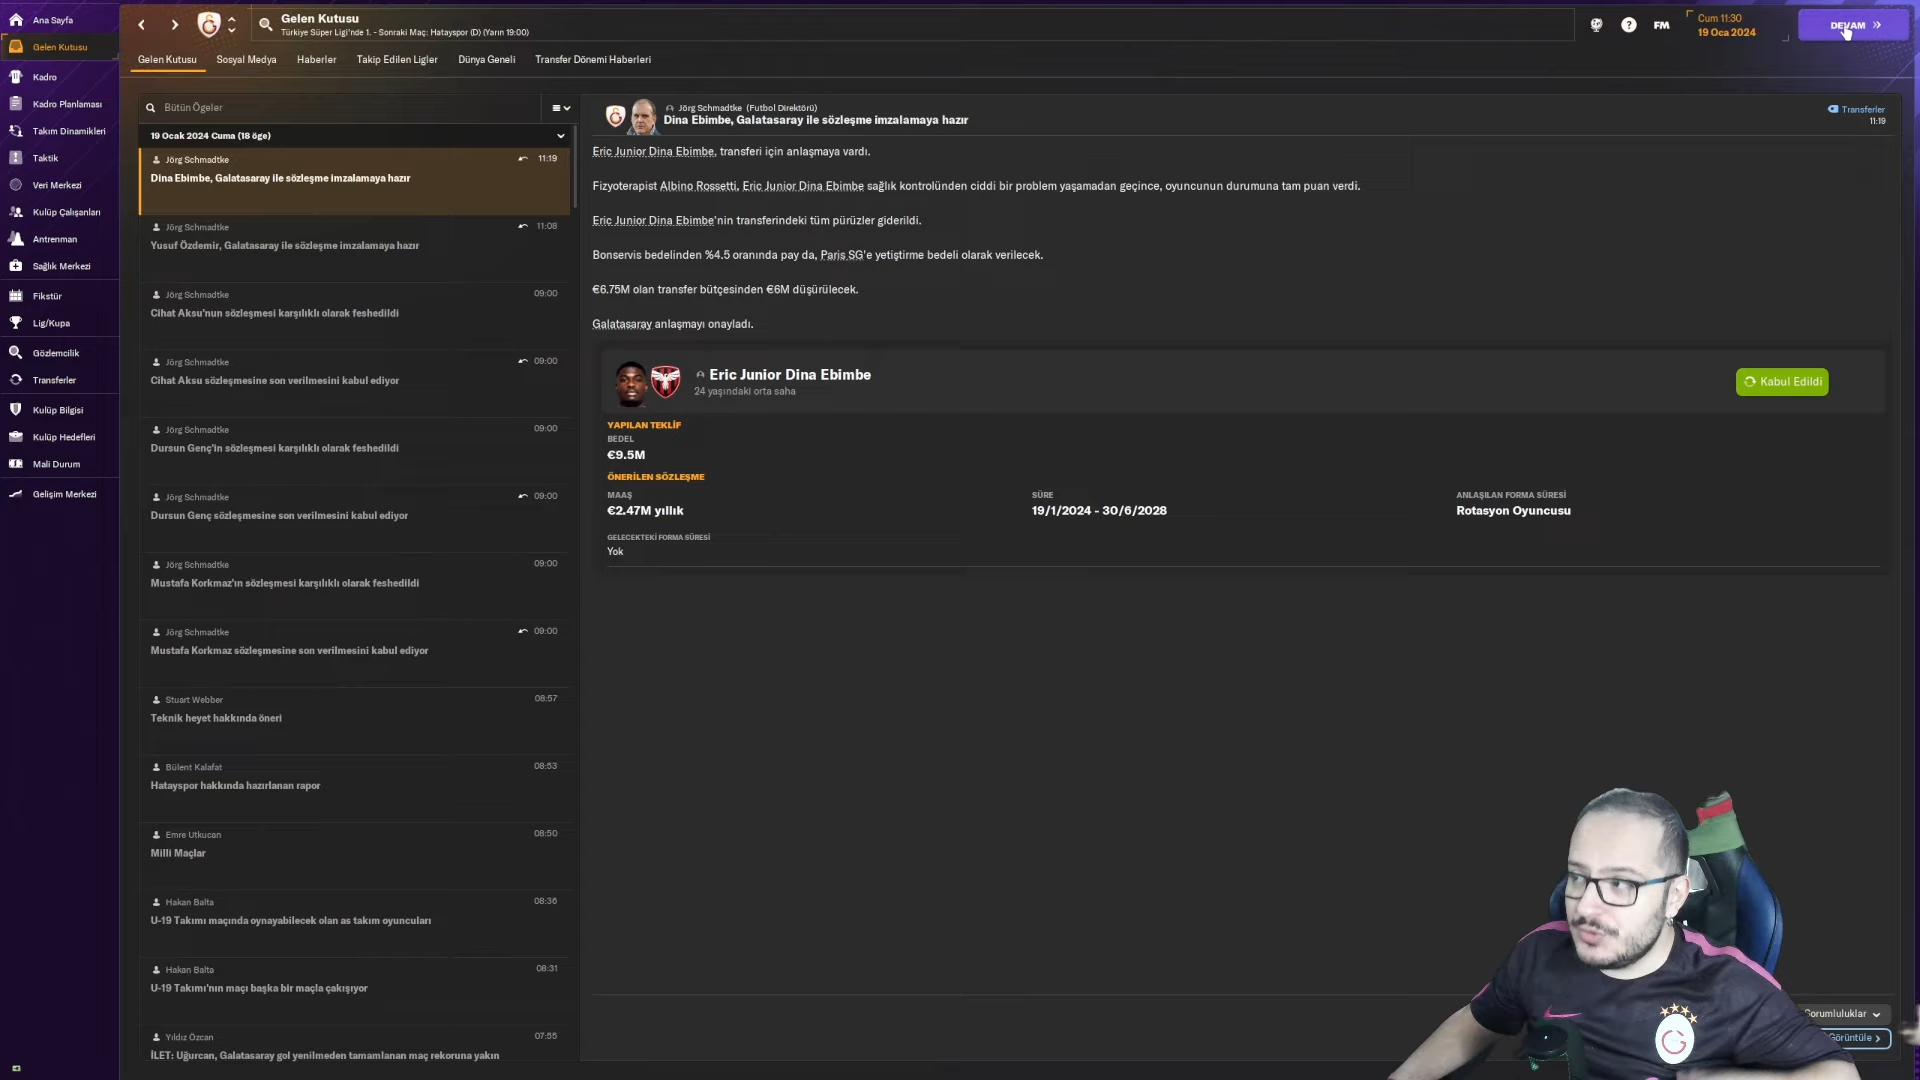 Ana Sayfa
Gelen Kutusu
Kadro
Kadro Planlaması
Takım Dinamikleri
Taktik
Veri Merkezi
Kulüp Çalışanları
Antrenman
Sağlık Merkezi
Fikstür
Lig/Kupa
Gözlemcilik
Transferler
Kulüp Bilgisi
Kulüp Hedefleri
Mali Durum
Gelişim Merkezi
Gelen Kutusu
Türkiye Süper Ligi'nde 1. - Sonraki Maç: Hatayspor (D) (Yarın 19:00)
FM
Cum 11:30
19 Oca 2024
DEVAM
Gelen Kutusu Sosyal Medya Haberler Takip Edilen Ligler Dünya Geneli Transfer Dönemi Haberleri
Bütün Ögeler
19 Ocak 2024 Cuma (18 öge)
Jörg Schmadtke 11:19
Dina Ebimbe, Galatasaray ile sözleşme imzalamaya hazır
Jörg Schmadtke 11:08
Yusuf Özdemir, Galatasaray ile sözleşme imzalamaya hazır
Jörg Schmadtke 09:00
Cihat Aksu'nun sözleşmesi karşılıklı olarak feshedildi
Jörg Schmadtke 09:00
Cihat Aksu sözleşmesine son verilmesini kabul ediyor
Jörg Schmadtke 09:00
Dursun Genç'in sözleşmesi karşılıklı olarak feshedildi
Jörg Schmadtke 09:00
Dursun Genç sözleşmesine son verilmesini kabul ediyor
Jörg Schmadtke 09:00
Mustafa Korkmaz'ın sözleşmesi karşılıklı olarak feshedildi
Jörg Schmadtke 09:00
Mustafa Korkmaz sözleşmesine son verilmesini kabul ediyor
Stuart Webber 08:57
Teknik heyet hakkında öneri
Bülent Kalafat 08:53
Hatayspor hakkında hazırlanan rapor
Emre Utkucan 08:50
Milli Maçlar
Hakan Balta 08:36
U-19 Takımı maçında oynayabilecek olan as takım oyuncuları
Hakan Balta 08:31
U-19 Takımı'nın maçı başka bir maçla çakışıyor
Yıldız Özcan 07:55
İLET: Uğurcan, Galatasaray gol yenilmeden tamamlanan maç rekoruna yakın
Jörg Schmadtke (Futbol Direktörü)
Dina Ebimbe, Galatasaray ile sözleşme imzalamaya hazır
Transferler
11:19
Eric Junior Dina Ebimbe, transferi için anlaşmaya vardı.
Fizyoterapist Albino Rossetti, Eric Junior Dina Ebimbe sağlık kontrolünden ciddi bir problem yaşamadan geçince, oyuncunun durumuna tam puan verdi.
Eric Junior Dina Ebimbe'nin transferindeki tüm pürüzler giderildi.
Bonservis bedelinden %4.5 oranında pay da, Paris SG'e yetiştirme bedeli olarak verilecek.
€6.75M olan transfer bütçesinden €6M düşürülecek.
Galatasaray anlaşmayı onayladı.
Eric Junior Dina Ebimbe
24 yaşındaki orta saha
Kabul Edildi
YAPILAN TEKLİF
BEDEL
€9.5M
ÖNERİLEN SÖZLEŞME
MAAŞ SÜRE ANLAŞILAN FORMA SÜRESİ
€2.47M yıllık 19/1/2024 - 30/6/2028 Rotasyon Oyuncusu
GELECEKTEKİ FORMA SÜRESİ
Yok
Sorumluluklar
Görüntüle